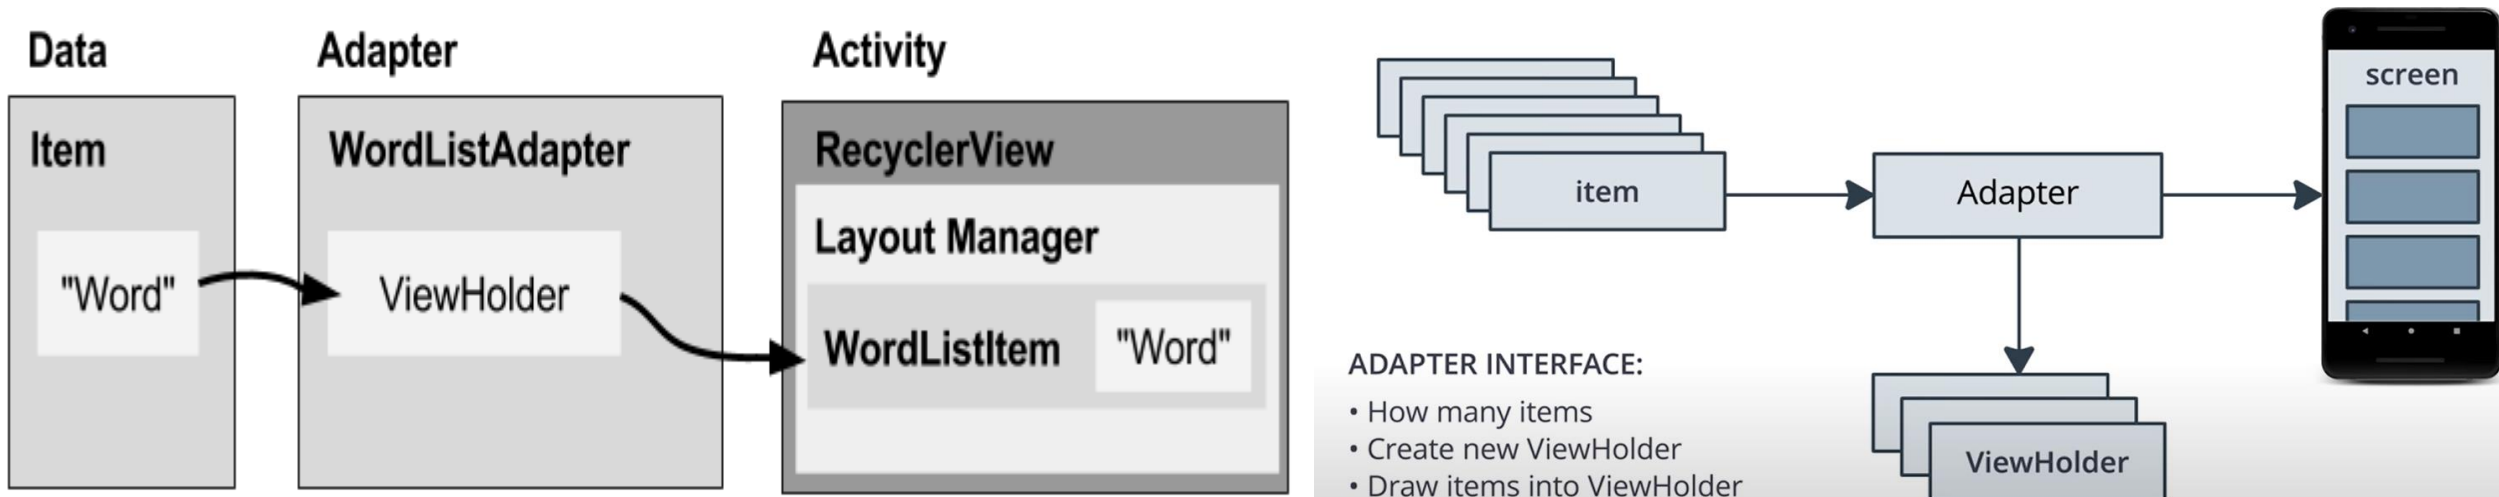 Data
Item
"Word"
Adapter
WordListAdapter
ViewHolder
Activity
RecyclerView
Layout Manager
WordListItem
"Word"
item
Adapter
screen
ViewHolder
ADAPTER INTERFACE:
• How many items
• Create new ViewHolder
• Draw items into ViewHolder